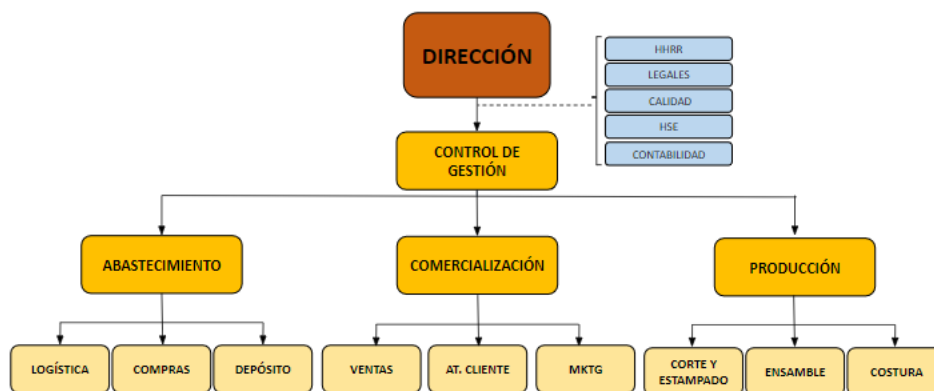 DIRECCIÓN
HHRR
LEGALES
CALIDAD
HSE
CONTABILIDAD
CONTROL DE
GESTIÓN
ABASTECIMIENTO
COMERCIALIZACIÓN
PRODUCCIÓN
LOGÍSTICA
COMPRAS
DEPÓSITO
VENTAS
AT. CLIENTE
MKTG
CORTE Y
ESTAMPADO
ENSAMBLE
COSTURA